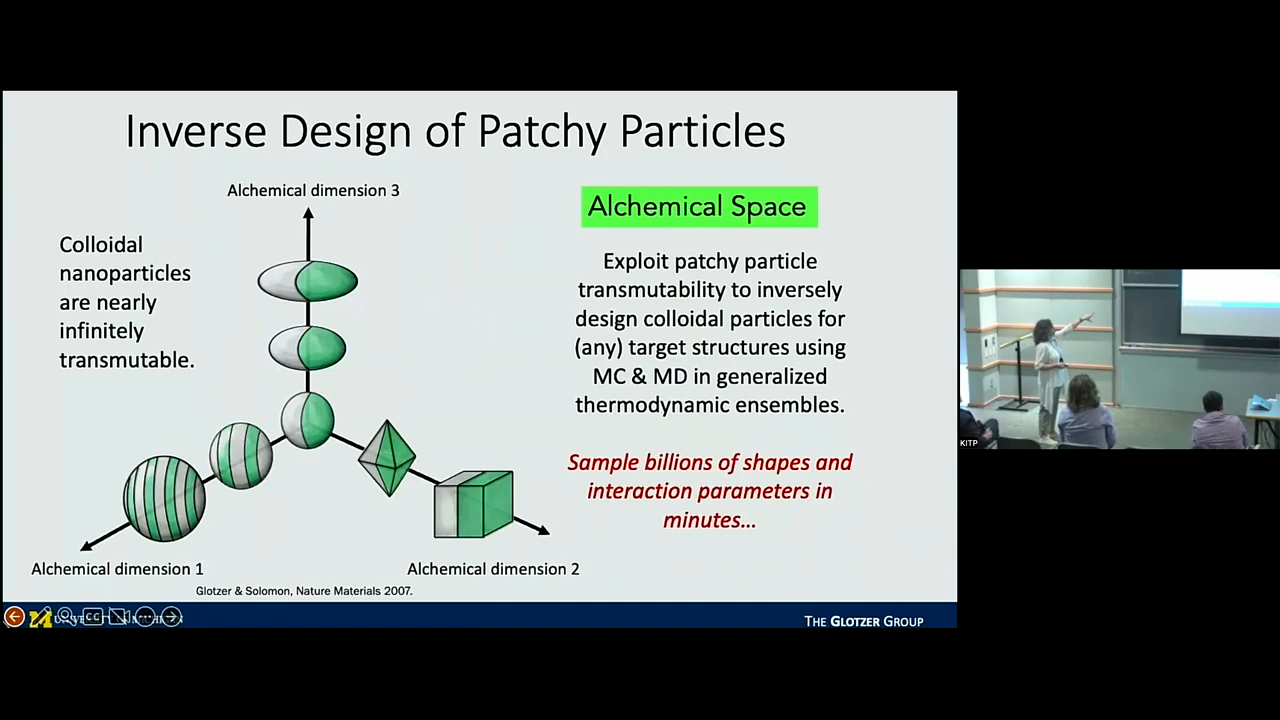 Inverse Design of Patchy Particles
Alchemical dimension 3
Colloidal
nanoparticles
are nearly
infinitely
transmutable.
Alchemical dimension 1
Alchemical dimension 2
Glotzer & Solomon, Nature Materials 2007.
Alchemical Space
Exploit patchy particle
transmutability to inversely
design colloidal particles for
(any) target structures using
MC & MD in generalized
thermodynamic ensembles.
Sample billions of shapes and
interaction parameters in
minutes...
CC
THE GLOTZER GROUP
KITP